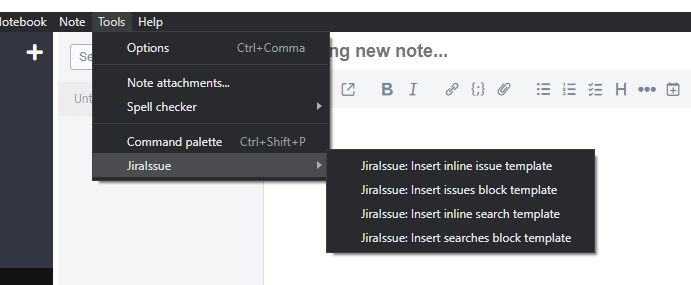 Notebook Note Tools Help
Options Ctrl+Comma
ng new note...
Note attachments...
Spell checker
Command palette Ctrl+Shift+P
JiraIssue
JiraIssue: Insert inline issue template
JiraIssue: Insert issues block template
JiraIssue: Insert inline search template
JiraIssue: Insert searches block template
Se
Unt
B I H